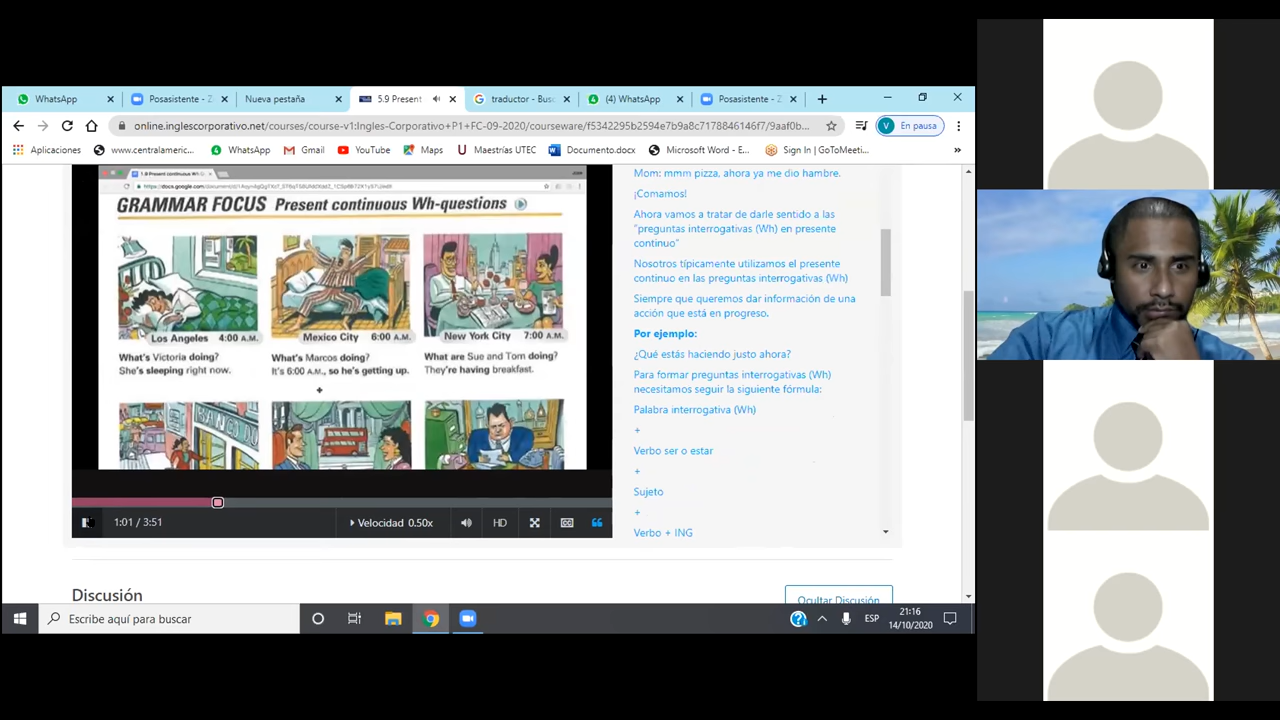 WhatsApp
Posasistente - Z
Nueva pestaña
5.9 Present
traductor - Bus
(4) WhatsApp
Posasistente - Z
online.inglescorporativo.net/courses/course-v1:Ingles-Corporativo+P1+FC-09-2020/courseware/f5342295b2594e7b9a8c7178846146f7/9aaf0b...
V En pausa
Aplicaciones
www.centralameric...
WhatsApp
Gmail
YouTube
Maps
Maestrías UTEC
Documento.docx
Microsoft Word - E...
Sign In | GoToMeeti...
»
GRAMMAR FOCUS Present continuous Wh-questions
Los Angeles 4:00 A.M.
What's Victoria doing?
She's sleeping right now.
Mexico City 6:00 A.M.
What's Marcos doing?
It's 6:00 A.M., so he's getting up.
New York City 7:00 A.M.
What are Sue and Tom doing?
They're having breakfast.
1:01 / 3:51
Velocidad 0.50x
HD
Mom: mmm pizza, ahora ya me dio hambre.
¡Comamos!
Ahora vamos a tratar de darle sentido a las
"preguntas interrogativas (Wh) en presente
continuo"
Nosotros típicamente utilizamos el presente
continuo en las preguntas interrogativas (Wh)
Siempre que queremos dar información de una
acción que está en progreso.
Por ejemplo:
¿Qué estás haciendo justo ahora?
Para formar preguntas interrogativas (Wh)
necesitamos seguir la siguiente fórmula:
Palabra interrogativa (Wh)
+
Verbo ser o estar
+
Sujeto
+
Verbo + ING
Discusión
Ocultar Discusión
Escribe aquí para buscar
ESP
21:16
14/10/2020